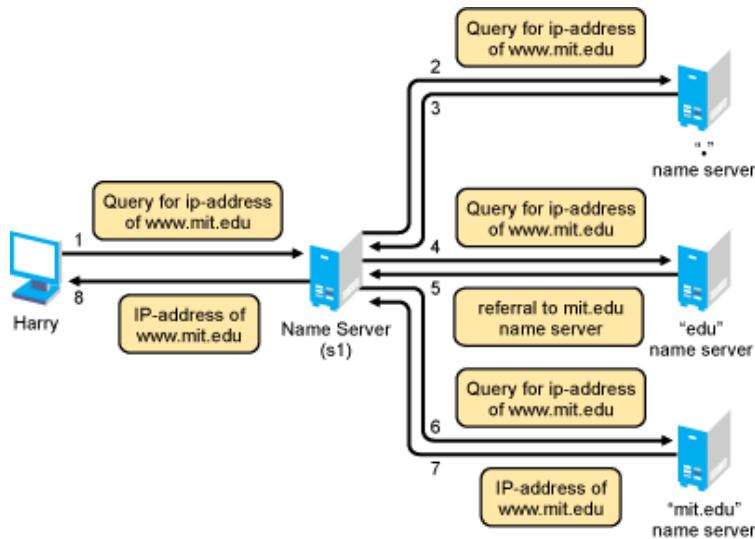 Query for ip-address
of www.mit.edu
2
3
"•"
name server
Query for ip-address
of www.mit.edu
1
8
Harry
IP-address of
www.mit.edu
Name Server
(s1)
Query for ip-address
of www.mit.edu
4
5
referral to mit.edu
name server
"edu"
name server
Query for ip-address
of www.mit.edu
6
7
IP-address of
www.mit.edu
"mit.edu"
name server